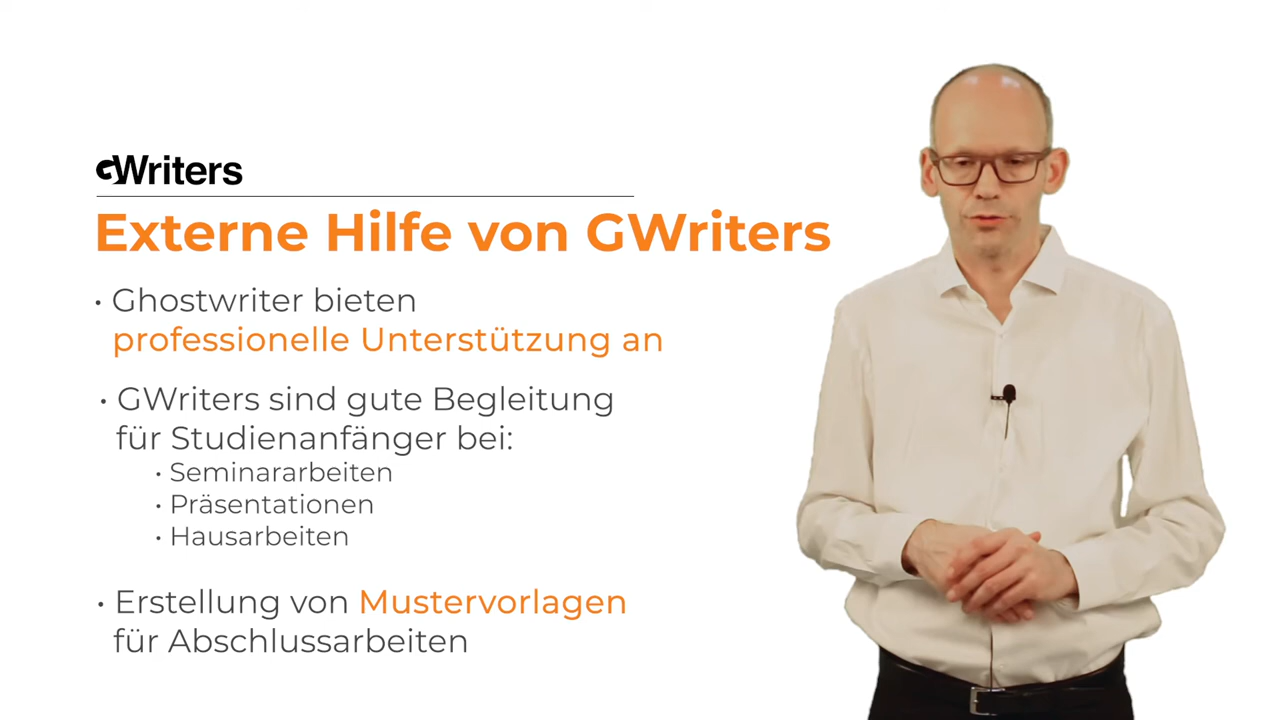 GWriters
Externe Hilfe von GWriters
• Ghostwriter bieten
professionelle Unterstützung an
• GWriters sind gute Begleitung
für Studienanfänger bei:
• Seminararbeiten
• Präsentationen
• Hausarbeiten
• Erstellung von Mustervorlagen
für Abschlussarbeiten